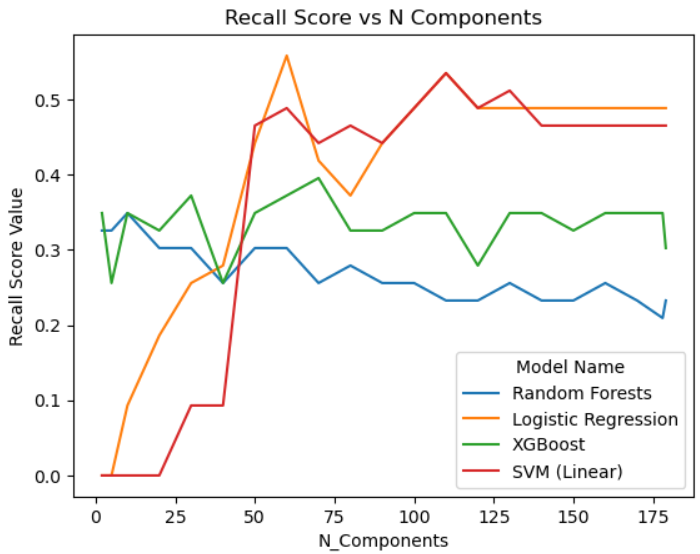 Recall Score vs N Components
Recall Score Value
0.5
0.4
0.3
0.2
0.1
0.0
Model Name
Random Forests
Logistic Regression
XGBoost
SVM (Linear)
0 25 50 75 100 125 150 175
N_Components